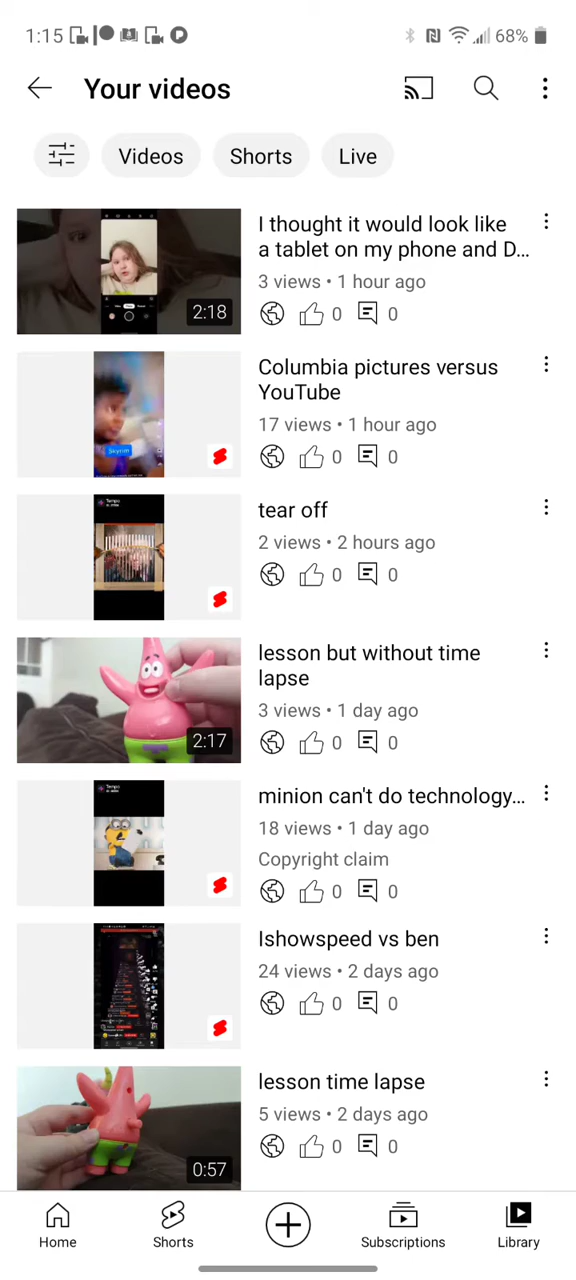 1:15
68%
Your videos
Videos
Shorts
Live
I thought it would look like
a tablet on my phone and D...
3 views • 1 hour ago
0
0
2:18
Columbia pictures versus
YouTube
17 views • 1 hour ago
0
0
Skyrim
tear off
2 views • 2 hours ago
0
0
Tempo
lesson but without time
lapse
3 views • 1 day ago
0
0
2:17
minion can't do technology...
18 views • 1 day ago
Copyright claim
0
0
Tempo
Ishowspeed vs ben
24 views • 2 days ago
0
0
lesson time lapse
5 views • 2 days ago
0
0
0:57
Home
Shorts
Subscriptions
Library